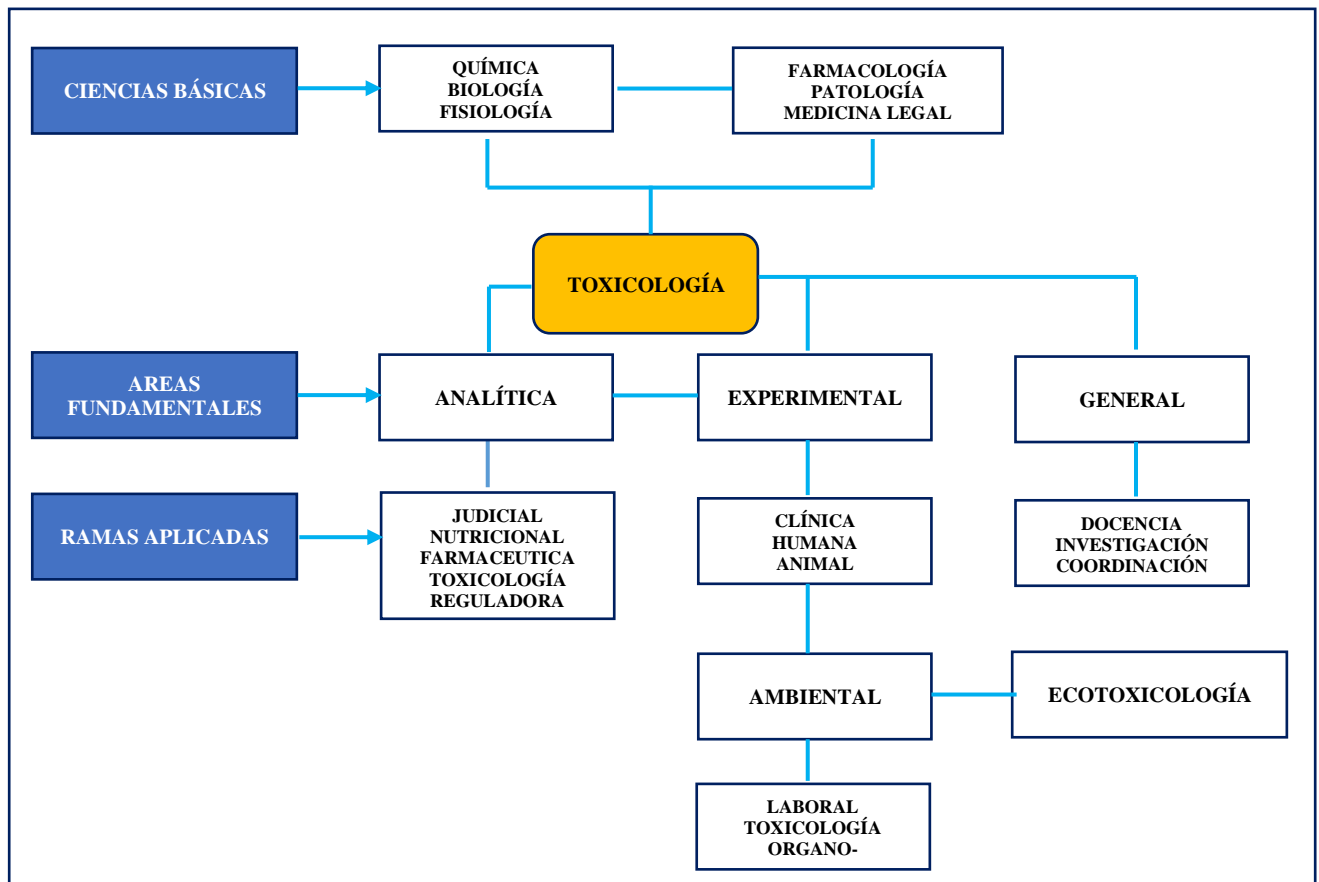 CIENCIAS BÁSICAS
QUÍMICA
BIOLOGÍA
FISIOLOGÍA
FARMACOLOGÍA
PATOLOGÍA
MEDICINA LEGAL
TOXICOLOGÍA
AREAS
FUNDAMENTALES
ANALÍTICA
EXPERIMENTAL
GENERAL
RAMAS APLICADAS
JUDICIAL
NUTRICIONAL
FARMACEUTICA
TOXICOLOGÍA
REGULADORA
CLÍNICA
HUMANA
ANIMAL
DOCENCIA
INVESTIGACIÓN
COORDINACIÓN
AMBIENTAL
ECOTOXICOLOGÍA
LABORAL
TOXICOLOGÍA
ORGANO-